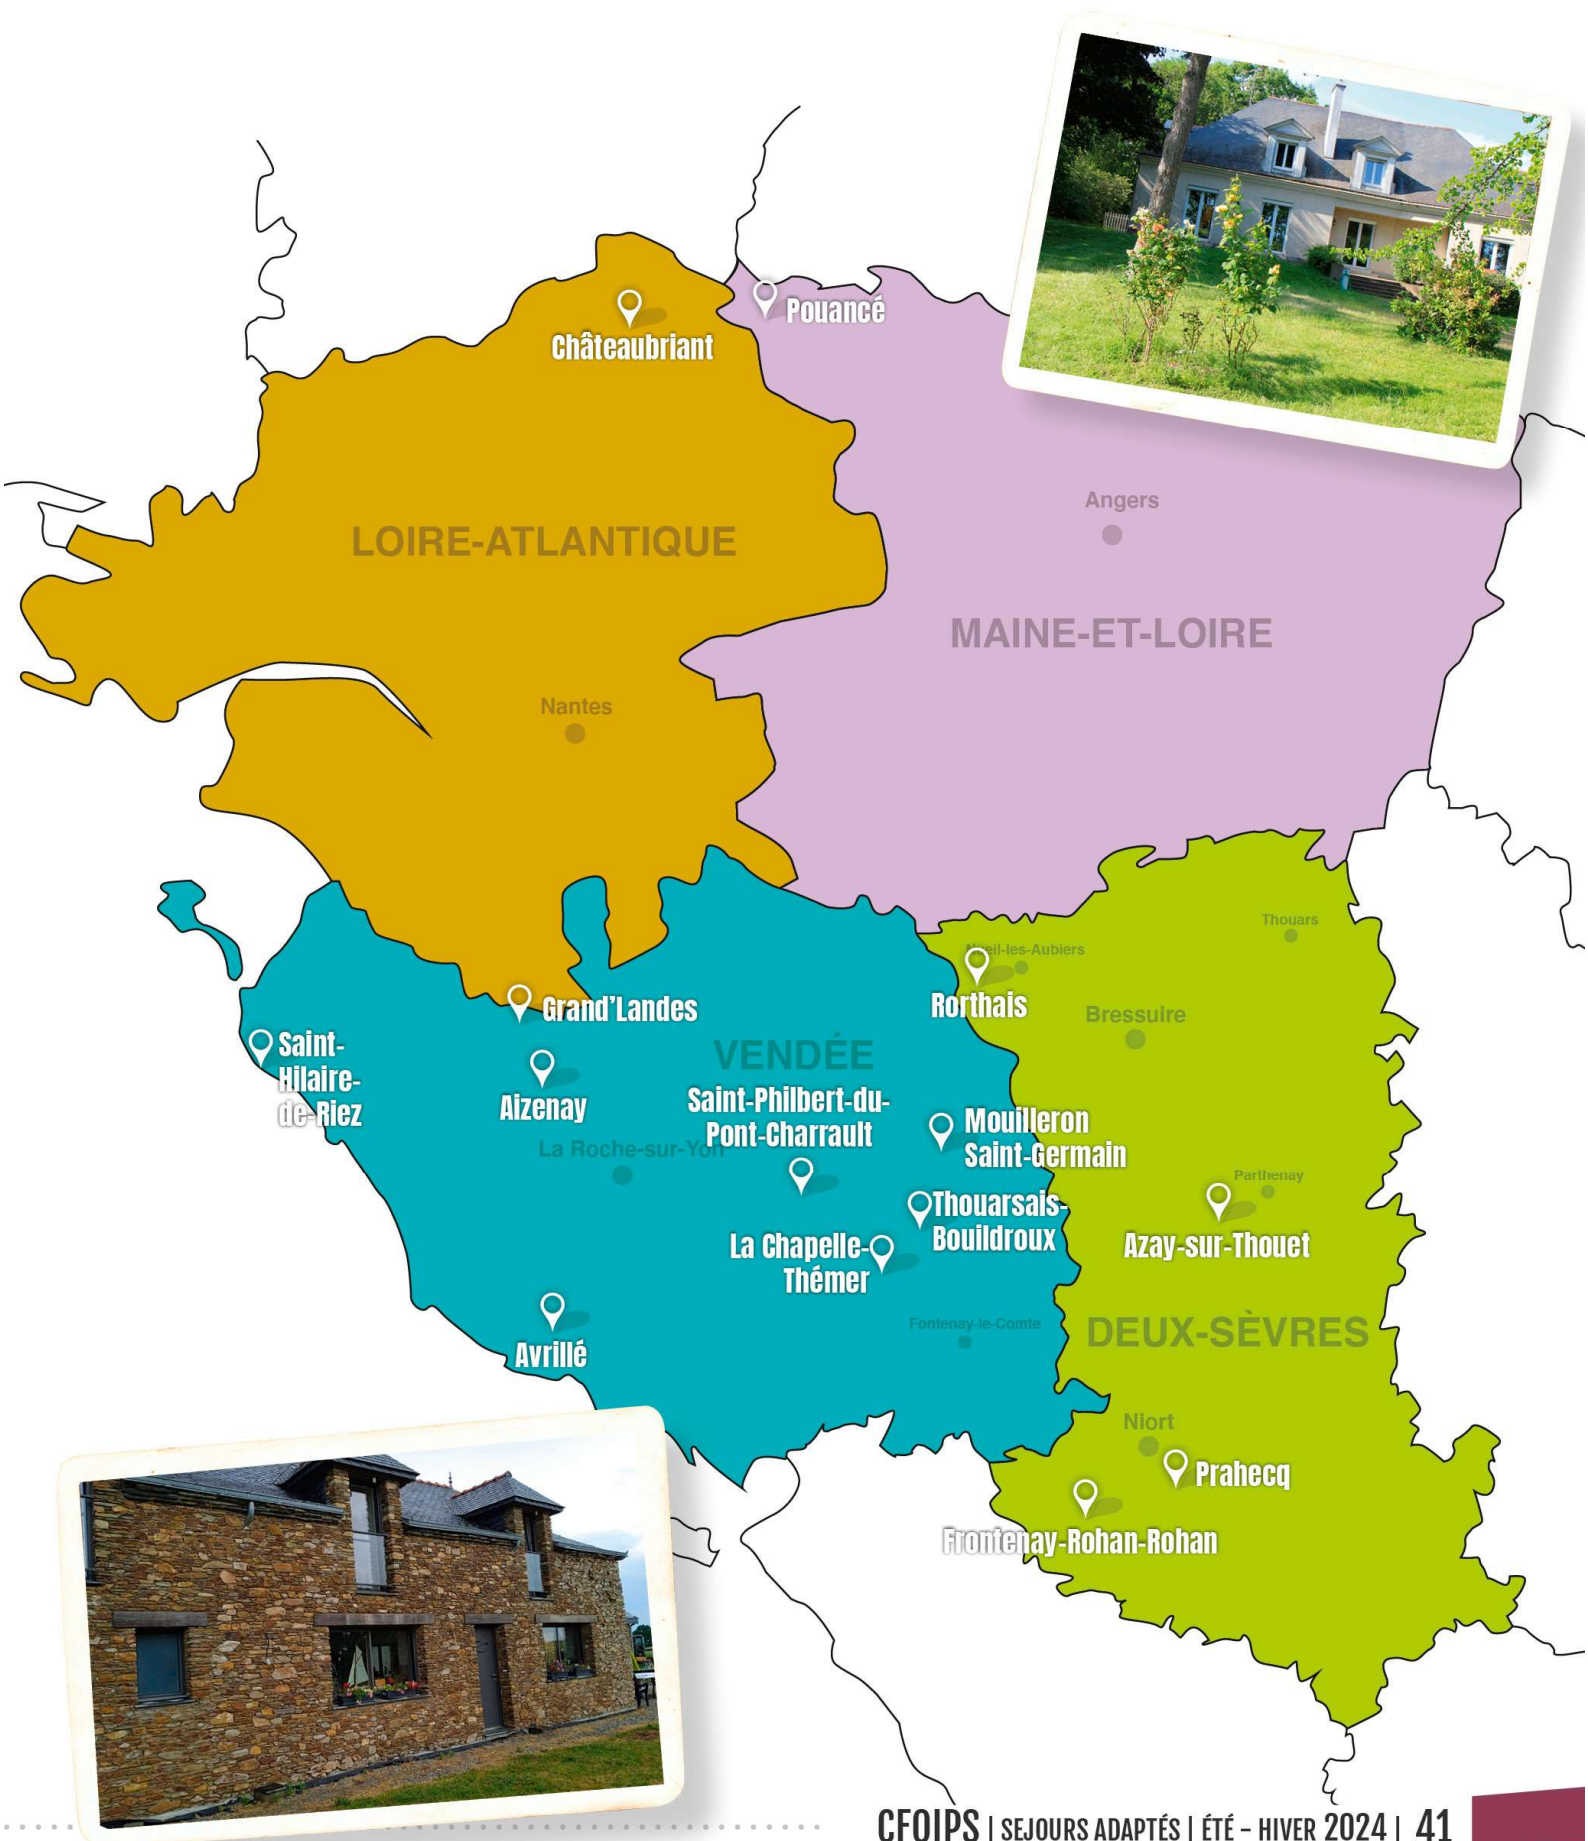 Pouancé
Châteaubriant
Angers
LOIRE-ATLANTIQUE
MAINE-ET-LOIRE
Nantes
Thouars
Nueil-les-Aubiers
Rorthais
Grand'Landes
Bressuire
Saint-
Hilaire-
de-Riez
VENDÉE
Aizenay
Saint-Philbert-du-
Pont-Charrault
La Roche-sur-Yon
Mouilleron
Saint-Germain
Parthenay
Thouarsais-
Bouildroux
Azay-sur-Thouet
La Chapelle-
Thémer
Fontenay-le-Comte
DEUX-SÈVRES
Avrillé
Niort
Prahecq
Frontenay-Rohan-Rohan
CFOIPS | SEJOURS ADAPTÉS | ÉTÉ - HIVER 2024 | 41